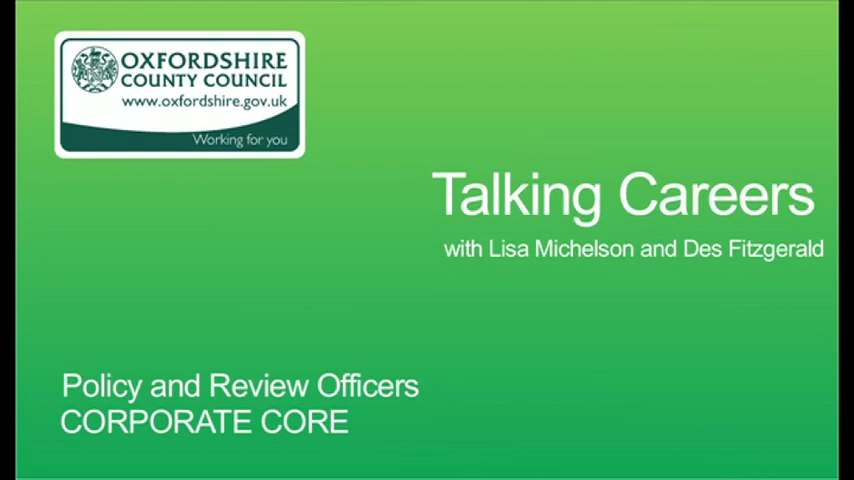 OXFORDSHIRE
COUNTY COUNCIL
www.oxfordshire.gov.uk
Working for you
Talking Careers
with Lisa Michelson and Des Fitzgerald
Policy and Review Officers
CORPORATE CORE